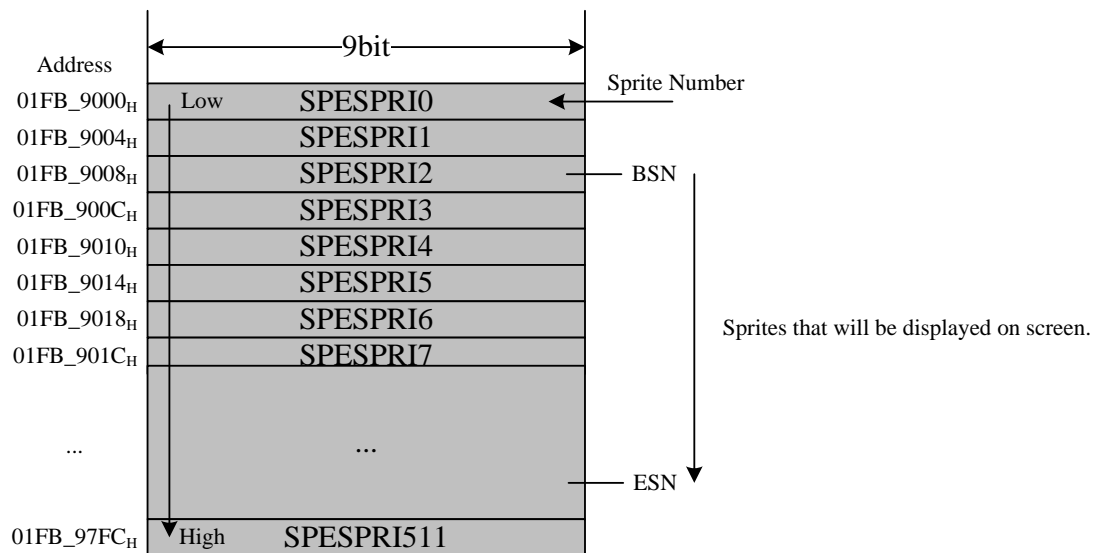 9bit
Address
Sprite Number
01FB_9000H Low SPESPRI0
01FB_9004H SPESPRI1
01FB_9008H SPESPRI2 BSN
01FB_900CH SPESPRI3
01FB_9010H SPESPRI4
01FB_9014H SPESPRI5
01FB_9018H SPESPRI6
Sprites that will be displayed on screen.
01FB_901CH SPESPRI7
... ...
ESN
01FB_97FCH High SPESPRI511